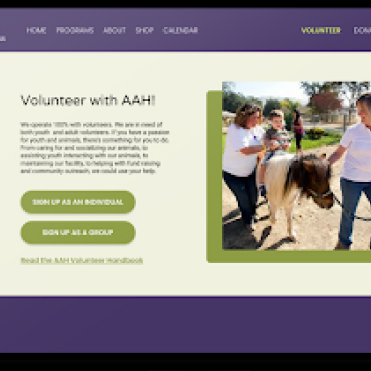 HOME PROGRAMS ABOUT SHOP CALENDAR VOLUNTEER
Volunteer with AAH!
We operate 100% with volunteers. We are in need of
both youth and adult volunteers. If you have a passion
for youth and animals, there's something for you to do.
From caring for and socializing our animals, to
assisting youth interacting with our animals, to
maintaining our facility, to helping with fund raising
and community outreach, we could use your help.
SIGN UP AS AN INDIVIDUAL
SIGN UP AS A GROUP
Read the AAH Volunteer Handbook